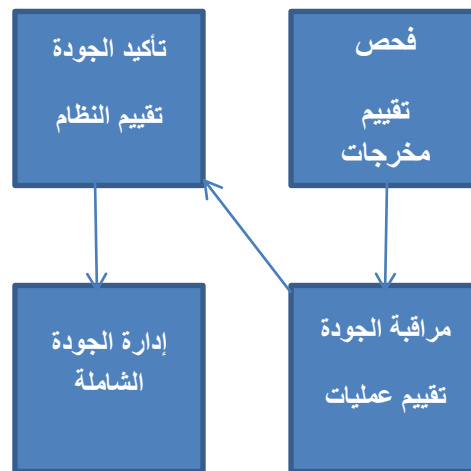 فحص
تقييم
مخرجات
مراقبة الجودة
تقييم عمليات
تأكيد الجودة
تقييم النظام
إدارة الجودة
الشاملة